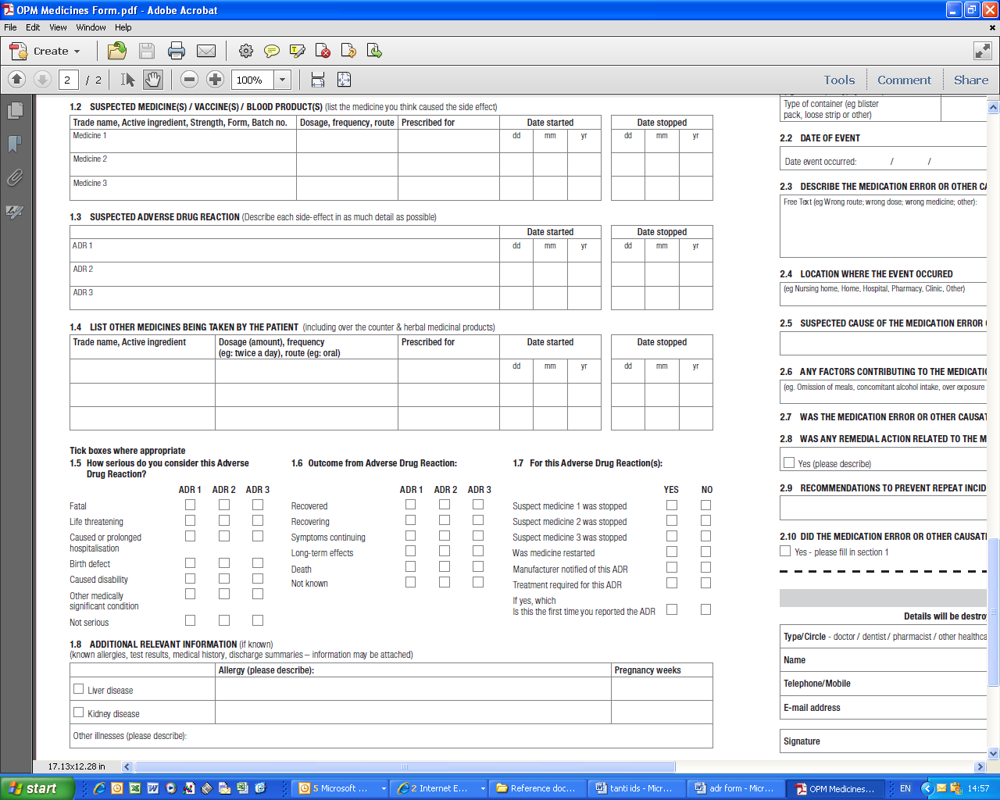 OPM Medicines Form.pdf - Adobe Acrobat
File Edit View Window Help
Create
2 / 2 100% Tools Comment Share
1.2 SUSPECTED MEDICINE(S) / VACCINE(S) / BLOOD PRODUCT(S) (list the medicine you think caused the side effect)
Trade name, Active ingredient, Strength, Form, Batch no. Dosage, frequency, route Prescribed for Date started Date stopped
Medicine 1 dd mm yr dd mm yr
Medicine 2
Medicine 3
1.3 SUSPECTED ADVERSE DRUG REACTION (Describe each side-effect in as much detail as possible)
Date started Date stopped
ADR 1 dd mm yr dd mm yr
ADR 2
ADR 3
1.4 LIST OTHER MEDICINES BEING TAKEN BY THE PATIENT (including over the counter & herbal medicinal products)
Trade name, Active ingredient Dosage (amount), frequency Prescribed for Date started Date stopped
(eg: twice a day), route (eg: oral)
dd mm yr dd mm yr
Tick boxes where appropriate
1.5 How serious do you consider this Adverse
Drug Reaction?
ADR 1 ADR 2 ADR 3
Fatal
Life threatening
Caused or prolonged
hospitalisation
Birth defect
Caused disability
Other medically
significant condition
Not serious
1.6 Outcome from Adverse Drug Reaction:
ADR 1 ADR 2 ADR 3
Recovered
Recovering
Symptoms continuing
Long-term effects
Death
Not known
1.7 For this Adverse Drug Reaction(s):
YES NO
Suspect medicine 1 was stopped
Suspect medicine 2 was stopped
Suspect medicine 3 was stopped
Was medicine restarted
Manufacturer notified of this ADR
Treatment required for this ADR
If yes, which
Is this the first time you reported the ADR
1.8 ADDITIONAL RELEVANT INFORMATION (if known)
(known allergies, test results, medical history, discharge summaries – information may be attached)
Allergy (please describe): Pregnancy weeks
Liver disease
Kidney disease
Other illnesses (please describe):
Type of container (eg blister
pack, loose strip or other)
2.2 DATE OF EVENT
Date event occurred: / /
2.3 DESCRIBE THE MEDICATION ERROR OR OTHER CA
Free Text (eg Wrong route; wrong dose; wrong medicine; other):
2.4 LOCATION WHERE THE EVENT OCCURED
(eg Nursing home, Home, Hospital, Pharmacy, Clinic, Other)
2.5 SUSPECTED CAUSE OF THE MEDICATION ERROR
2.6 ANY FACTORS CONTRIBUTING TO THE MEDICATI
(eg. Omission of meals, concomitant alcohol intake, over exposure
2.7 WAS THE MEDICATION ERROR OR OTHER CAUSAT
2.8 WAS ANY REMEDIAL ACTION RELATED TO THE M
Yes (please describe)
2.9 RECOMMENDATIONS TO PREVENT REPEAT INCID
2.10 DID THE MEDICATION ERROR OR OTHER CAUSATI
Yes - please fill in section 1
Details will be destroy
Type/Circle - doctor / dentist / pharmacist / other healthca
Name
Telephone/Mobile
E-mail address
Signature
17.13x12.28 in
start 5 Microsoft ... 2 Internet E... Reference doc... tanti ids - Micr... adr form - Micr... OPM Medicines... EN 14:57